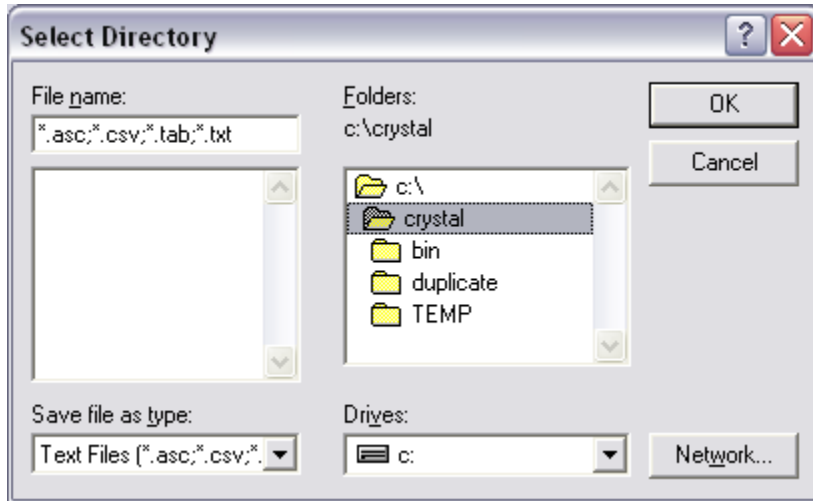 Select Directory
File name:
*.asc;*.csv;*.tab;*.txt
Folders:
c:\crystal
OK
Cancel
c:\
crystal
bin
duplicate
TEMP
Save file as type:
Text Files (*.asc;*.csv;*.
Drives:
c:
Network...